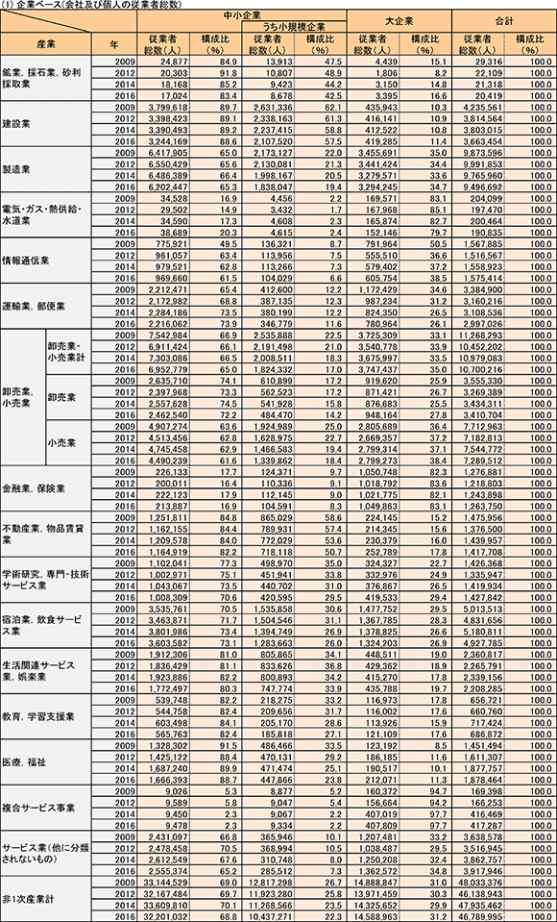 (1) 企業ベース(会社及び個人の従業者総数)
中小企業 大企業 合計
うち小規模企業
産業 年 従業者総数(人) 構成比(%) 従業者総数(人) 構成比(%) 従業者総数(人) 構成比(%) 従業者総数(人) 構成比(%)
鉱業, 採石業, 砂利採取業
2009 24,877 84.9 13,913 47.5 4,439 15.1 29,316 100.0
2012 20,303 91.8 10,807 48.9 1,806 8.2 22,109 100.0
2014 18,168 85.2 9,423 44.2 3,150 14.8 21,318 100.0
2016 17,024 83.4 8,678 42.5 3,395 16.6 20,419 100.0
建設業
2009 3,799,618 89.7 2,631,336 62.1 435,943 10.3 4,235,561 100.0
2012 3,398,423 89.1 2,338,163 61.3 416,141 10.9 3,814,564 100.0
2014 3,390,493 89.2 2,237,415 58.8 412,522 10.8 3,803,015 100.0
2016 3,244,169 88.6 2,107,520 57.5 419,285 11.4 3,663,454 100.0
製造業
2009 6,417,905 65.0 2,173,127 22.0 3,455,691 35.0 9,873,596 100.0
2012 6,550,429 65.6 2,130,081 21.3 3,441,424 34.4 9,991,853 100.0
2014 6,486,389 66.4 1,998,167 20.5 3,279,571 33.6 9,765,960 100.0
2016 6,202,447 65.3 1,838,047 19.4 3,294,245 34.7 9,496,692 100.0
電気・ガス・熱供給・水道業
2009 34,528 16.9 4,456 2.2 169,571 83.1 204,099 100.0
2012 29,502 14.9 3,432 1.7 167,968 85.1 197,470 100.0
2014 34,590 17.3 4,608 2.3 165,874 82.7 200,464 100.0
2016 38,689 20.3 4,615 2.4 152,146 79.7 190,835 100.0
情報通信業
2009 775,921 49.5 136,321 8.7 791,964 50.5 1,567,885 100.0
2012 961,057 63.4 113,956 7.5 555,510 36.6 1,516,567 100.0
2014 979,521 62.8 113,266 7.3 579,402 37.2 1,558,923 100.0
2016 969,660 61.5 104,029 6.6 605,754 38.5 1,575,414 100.0
運輸業, 郵便業
2009 2,212,471 65.4 412,600 12.2 1,172,429 34.6 3,384,900 100.0
2012 2,172,982 68.8 387,135 12.3 987,234 31.2 3,160,216 100.0
2014 2,284,186 73.5 380,199 12.2 824,350 26.5 3,108,536 100.0
2016 2,216,062 73.9 346,779 11.6 780,964 26.1 2,997,026 100.0
卸売業, 小売業
卸売業・小売業計
2009 7,542,984 66.9 2,535,888 22.5 3,725,309 33.1 11,268,293 100.0
2012 6,911,424 66.1 2,191,498 21.0 3,540,778 33.9 10,452,202 100.0
2014 7,303,086 66.5 2,008,511 18.3 3,675,997 33.5 10,979,083 100.0
2016 6,952,779 65.0 1,824,332 17.0 3,747,437 35.0 10,700,216 100.0
卸売業
2009 2,635,710 74.1 610,899 17.2 919,620 25.9 3,555,330 100.0
2012 2,397,968 73.3 562,523 17.2 871,421 26.7 3,269,389 100.0
2014 2,557,628 74.5 541,928 15.8 876,683 25.5 3,434,311 100.0
2016 2,462,540 72.2 484,470 14.2 948,164 27.8 3,410,704 100.0
小売業
2009 4,907,274 63.6 1,924,989 25.0 2,805,689 36.4 7,712,963 100.0
2012 4,513,456 62.8 1,628,975 22.7 2,669,357 37.2 7,182,813 100.0
2014 4,745,458 62.9 1,466,583 19.4 2,799,314 37.1 7,544,772 100.0
2016 4,490,239 61.6 1,339,862 18.4 2,799,273 38.4 7,289,512 100.0
金融業, 保険業
2009 226,133 17.7 124,371 9.7 1,050,748 82.3 1,276,881 100.0
2012 200,011 16.4 110,336 9.1 1,018,792 83.6 1,218,803 100.0
2014 222,123 17.9 112,145 9.0 1,021,775 82.1 1,243,898 100.0
2016 213,887 16.9 104,591 8.3 1,049,863 83.1 1,263,750 100.0
不動産業, 物品賃貸業
2009 1,251,811 84.8 865,029 58.6 224,145 15.2 1,475,956 100.0
2012 1,162,155 84.4 789,931 57.4 214,345 15.6 1,376,500 100.0
2014 1,209,578 84.0 772,029 53.6 230,379 16.0 1,439,957 100.0
2016 1,164,919 82.2 718,118 50.7 252,789 17.8 1,417,708 100.0
学術研究, 専門・技術サービス業
2009 1,102,041 77.3 498,970 35.0 324,327 22.7 1,426,368 100.0
2012 1,002,971 75.1 451,941 33.8 332,976 24.9 1,335,947 100.0
2014 1,043,067 73.5 440,702 31.0 376,867 26.5 1,419,934 100.0
2016 1,008,309 70.6 420,595 29.5 419,533 29.4 1,427,842 100.0
宿泊業, 飲食サービス業
2009 3,535,761 70.5 1,535,858 30.6 1,477,752 29.5 5,013,513 100.0
2012 3,463,871 71.7 1,504,546 31.1 1,367,785 28.3 4,831,656 100.0
2014 3,801,986 73.4 1,394,749 26.9 1,378,825 26.6 5,180,811 100.0
2016 3,603,582 73.1 1,283,663 26.0 1,324,203 26.9 4,927,785 100.0
生活関連サービス業, 娯楽業
2009 1,912,306 81.0 805,865 34.1 448,511 19.0 2,360,817 100.0
2012 1,836,429 81.1 833,626 36.8 429,362 18.9 2,265,791 100.0
2014 1,923,886 82.2 800,893 34.2 415,270 17.8 2,339,156 100.0
2016 1,772,497 80.3 747,774 33.9 435,788 19.7 2,208,285 100.0
教育, 学習支援業
2009 539,748 82.2 218,275 33.2 116,973 17.8 656,721 100.0
2012 544,758 82.4 209,656 31.7 116,002 17.6 660,760 100.0
2014 603,498 84.1 205,170 28.6 113,926 15.9 717,424 100.0
2016 565,763 82.4 185,818 27.1 121,109 17.6 686,872 100.0
医療, 福祉
2009 1,328,302 91.5 486,466 33.5 123,192 8.5 1,451,494 100.0
2012 1,425,122 88.4 470,131 29.2 186,185 11.6 1,611,307 100.0
2014 1,687,240 89.9 471,474 25.1 190,517 10.1 1,877,757 100.0
2016 1,666,393 88.7 447,866 23.8 212,071 11.3 1,878,464 100.0
複合サービス事業
2009 9,026 5.3 8,877 5.2 160,372 94.7 169,398 100.0
2012 9,589 5.8 9,047 5.4 156,664 94.2 166,253 100.0
2014 9,450 2.3 9,067 2.2 407,019 97.7 416,469 100.0
2016 9,478 2.3 9,334 2.2 407,809 97.7 417,287 100.0
サービス業(他に分類されないもの)
2009 2,431,097 66.8 365,946 10.1 1,207,481 33.2 3,638,578 100.0
2012 2,478,458 70.5 368,994 10.5 1,038,487 29.5 3,516,945 100.0
2014 2,612,549 67.6 310,748 8.0 1,250,208 32.4 3,862,757 100.0
2016 2,555,374 65.2 285,512 7.3 1,362,572 34.8 3,917,946 100.0
非1次産業計
2009 33,144,529 69.0 12,817,298 26.7 14,888,847 31.0 48,033,376 100.0
2012 32,167,484 69.7 11,923,280 25.8 13,971,459 30.3 46,138,943 100.0
2014 33,609,810 70.1 11,268,566 23.5 14,325,652 29.9 47,935,462 100.0
2016 32,201,032 68.8 10,437,271 22.3 14,588,963 31.2 46,789,995 100.0